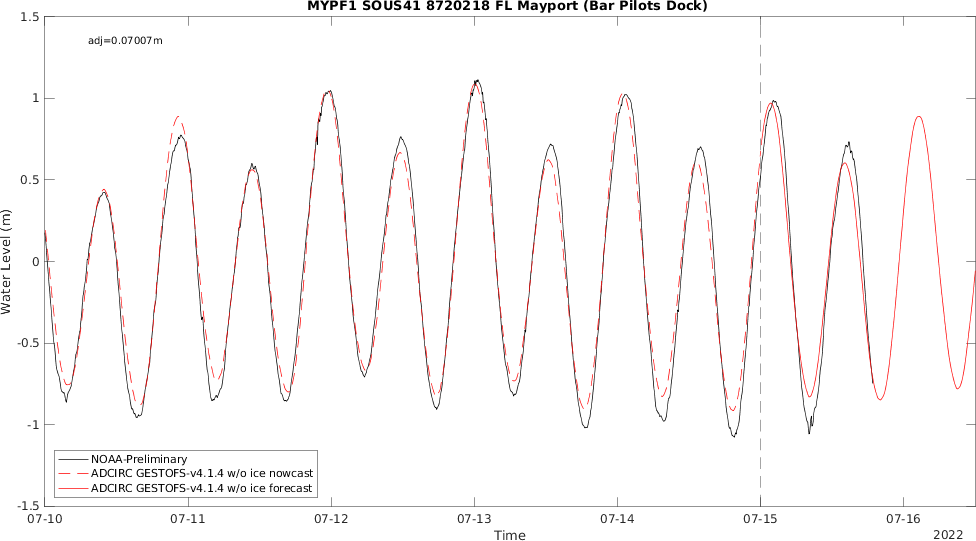 MYPF1 SOUS41 8720218 FL Mayport (Bar Pilots Dock)
1.5
1
0.5
0
-0.5
-1
-1.5
Water Level (m)
adj=0.07007m
NOAA-Preliminary
ADCIRC GESTOFS-v4.1.4 w/o ice nowcast
ADCIRC GESTOFS-v4.1.4 w/o ice forecast
07-10 07-11 07-12 07-13 07-14 07-15 07-16
Time
2022